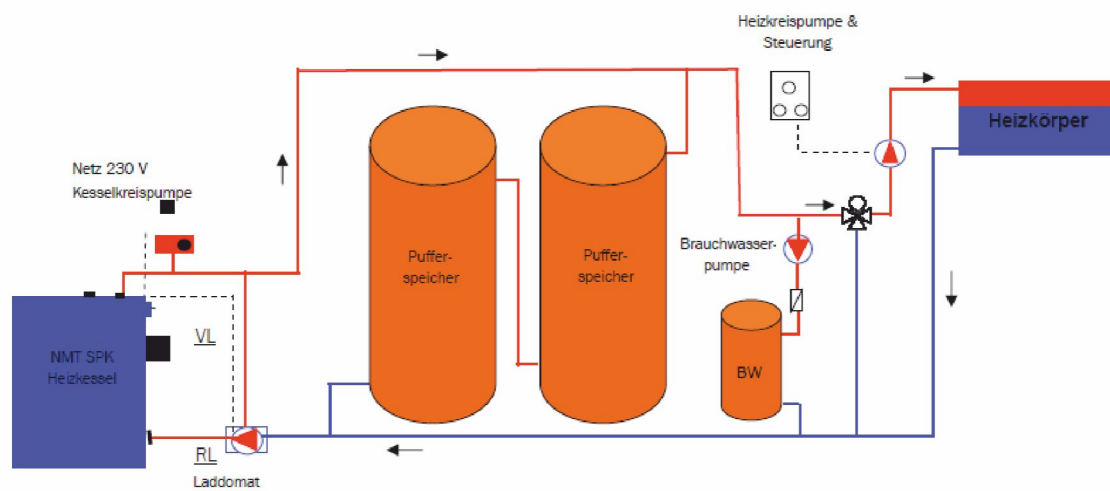 Heizkreispumpe &
Steuerung
Heizkörper
Netz 230 V
Kesselkreispumpe
Puffer-
speicher
Puffer-
speicher
Brauchwasser-
pumpe
VL
NMT SPK
Heizkessel
BW
RL
Laddomat